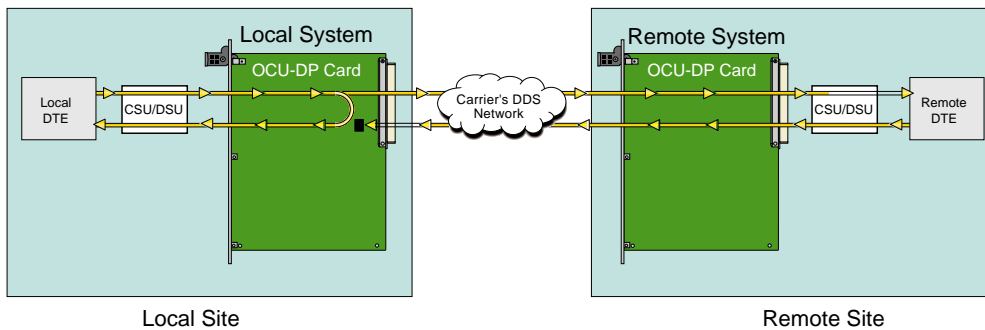 Local System
Remote System
OCU-DP Card
OCU-DP Card
Local
DTE
CSU/DSU
Carrier's DDS
Network
CSU/DSU
Remote
DTE
Local Site
Remote Site